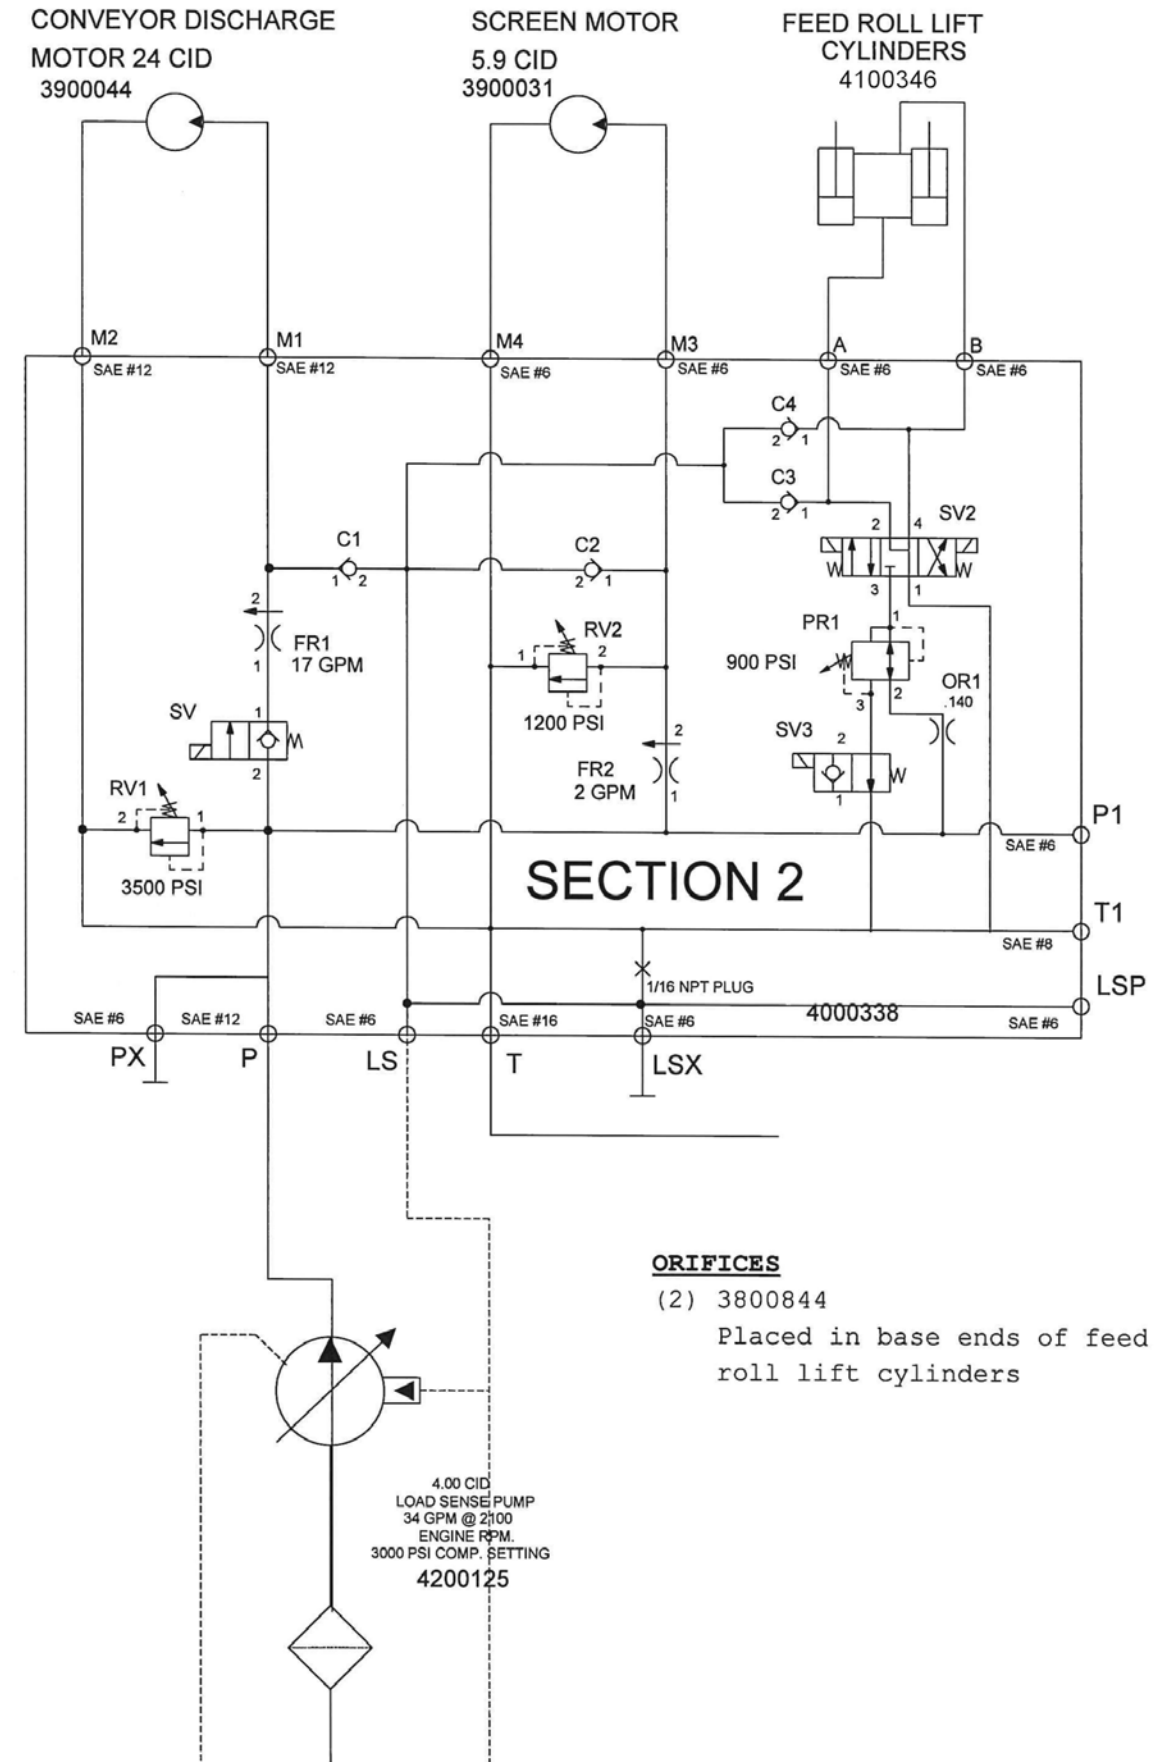 CONVEYOR DISCHARGE
MOTOR 24 CID
3900044
SCREEN MOTOR
5.9 CID
3900031
FEED ROLL LIFT
CYLINDERS
4100346
M2
SAE #12
M1
SAE #12
M4
SAE #6
M3
SAE #6
A
SAE #6
B
SAE #6
C4
2 1
C3
2 1
SV2
2 4
3 1
C1
1 2
C2
2 1
2
FR1
17 GPM
1
RV2
1 2
1200 PSI
PR1
1
900 PSI
2
3
OR1
.140
SV
1
2
SV3
2
1
2
FR2
2 GPM
1
RV1
2 1
3500 PSI
P1
SAE #6
SECTION 2
T1
SAE #8
1/16 NPT PLUG
LSP
4000338
SAE #6
SAE #6
PX
SAE #12
P
SAE #6
LS
SAE #16
T
SAE #6
LSX
ORIFICES
(2) 3800844
Placed in base ends of feed
roll lift cylinders
4.00 CID
LOAD SENSE PUMP
34 GPM @ 2100
ENGINE RPM.
3000 PSI COMP. SETTING
4200125